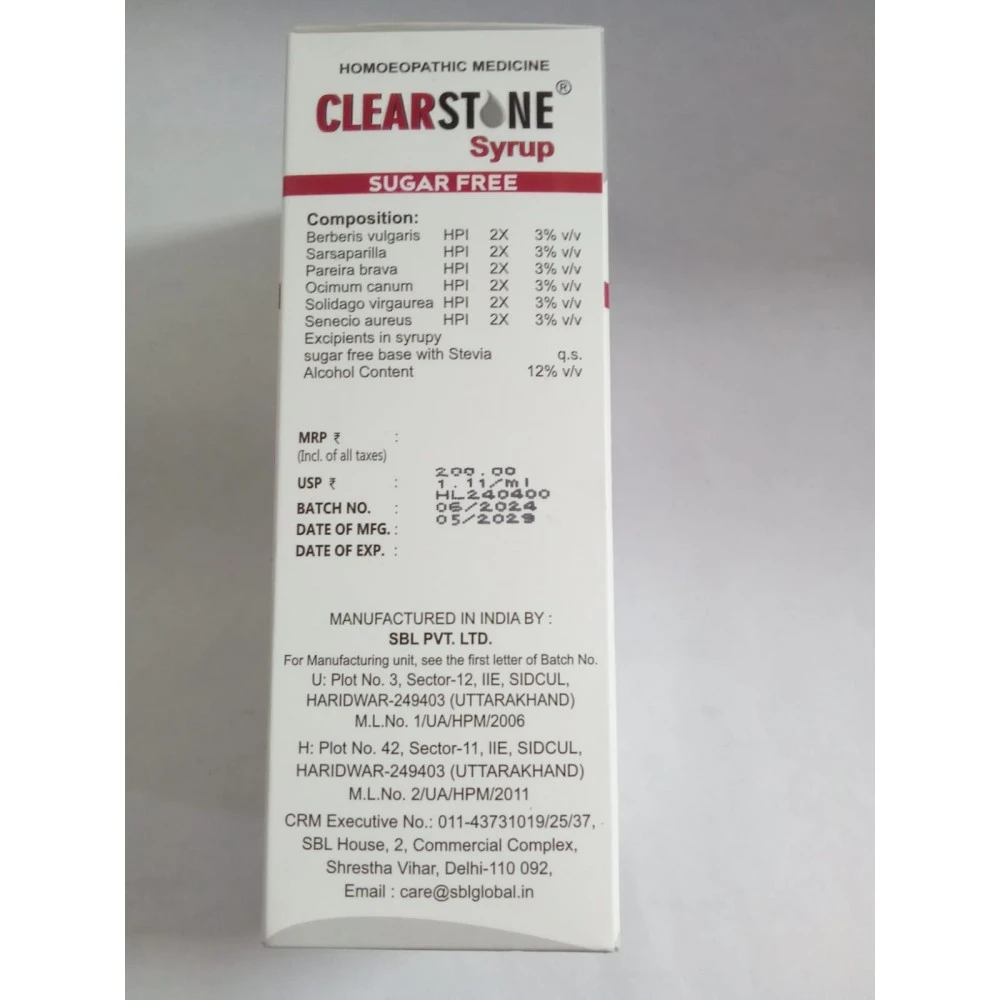 HOMOEOPATHIC MEDICINE
CLEARSTONE®
Syrup
SUGAR FREE
Composition:
Berberis vulgaris HPI 2X 3% v/v
Sarsaparilla HPI 2X 3% v/v
Pareira brava HPI 2X 3% v/v
Ocimum canum HPI 2X 3% v/v
Solidago virgaurea HPI 2X 3% v/v
Senecio aureus HPI 2X 3% v/v
Excipients in syrupy
sugar free base with Stevia q.s.
Alcohol Content 12% v/v
MRP ₹ :
(Incl. of all taxes)
USP ₹ :
BATCH NO. :
DATE OF MFG. :
DATE OF EXP. :
200.00
1.11/ml
HL240400
06/2024
05/2029
MANUFACTURED IN INDIA BY :
SBL PVT. LTD.
For Manufacturing unit, see the first letter of Batch No.
U: Plot No. 3, Sector-12, IIE, SIDCUL,
HARIDWAR-249403 (UTTARAKHAND)
M.L.No. 1/UA/HPM/2006
H: Plot No. 42, Sector-11, IIE, SIDCUL,
HARIDWAR-249403 (UTTARAKHAND)
M.L.No. 2/UA/HPM/2011
CRM Executive No.: 011-43731019/25/37,
SBL House, 2, Commercial Complex,
Shrestha Vihar, Delhi-110 092,
Email : care@sblglobal.in